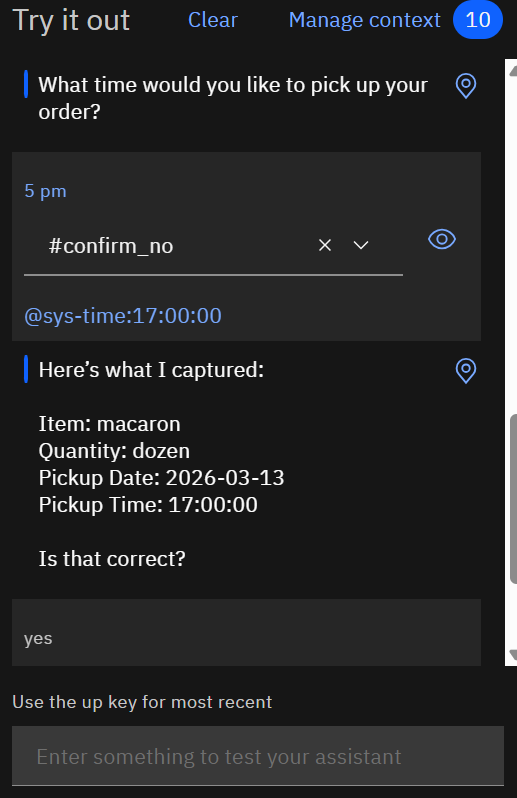 Try it out Clear Manage context 10
What time would you like to pick up your
order?
5 pm
#confirm_no
@sys-time:17:00:00
Here’s what I captured:
Item: macaron
Quantity: dozen
Pickup Date: 2026-03-13
Pickup Time: 17:00:00
Is that correct?
yes
Use the up key for most recent
Enter something to test your assistant